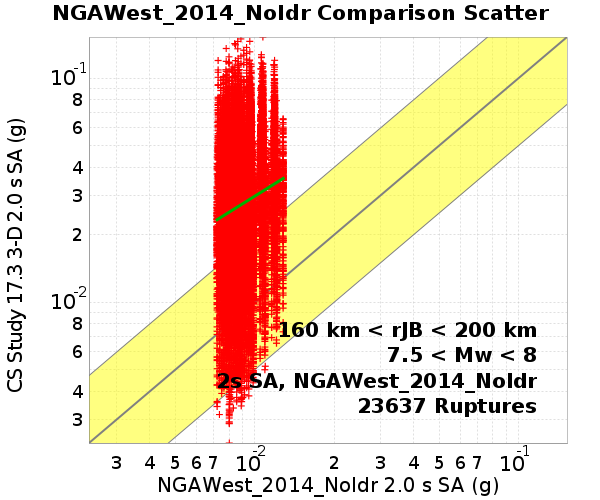 NGAWest_2014_NoIdr Comparison Scatter
CS Study 17.3 3-D 2.0 s SA (g)
10⁻¹
8
6
4
3
2
10⁻²
8
6
4
3
160 km < rJB < 200 km
7.5 < Mw < 8
2s SA, NGAWest_2014_NoIdr
23637 Ruptures
3 4 5 6 7 10⁻² 2 3 4 5 6 7 10⁻¹
NGAWest_2014_NoIdr 2.0 s SA (g)